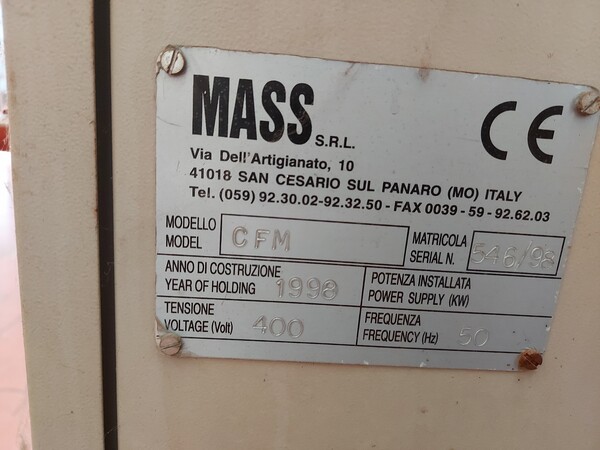 MASS S.R.L.
CE
Via Dell'Artigianato, 10
41018 SAN CESARIO SUL PANARO (MO) ITALY
Tel. (059) 92.30.02-92.32.50 - FAX 0039 - 59 - 92.62.03
MODELLO
MODEL
CFM
MATRICOLA
SERIAL N.
546/98
ANNO DI COSTRUZIONE
YEAR OF HOLDING
1998
POTENZA INSTALLATA
POWER SUPPLY (KW)
TENSIONE
VOLTAGE (Volt)
400
FREQUENZA
FREQUENCY (Hz)
50